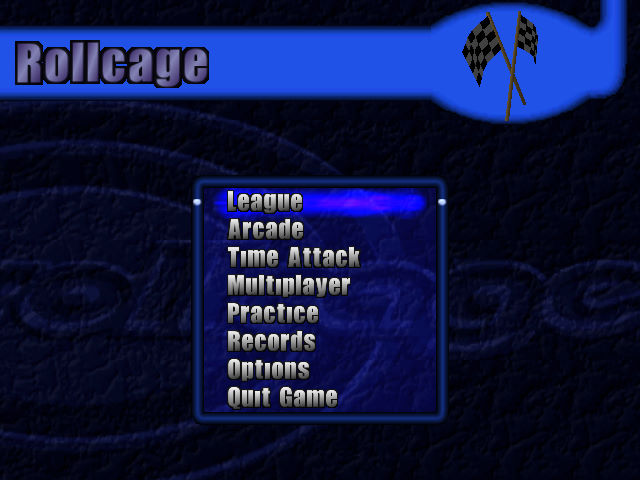 Rollcage
League
Arcade
Time Attack
Multiplayer
Practice
Records
Options
Quit Game